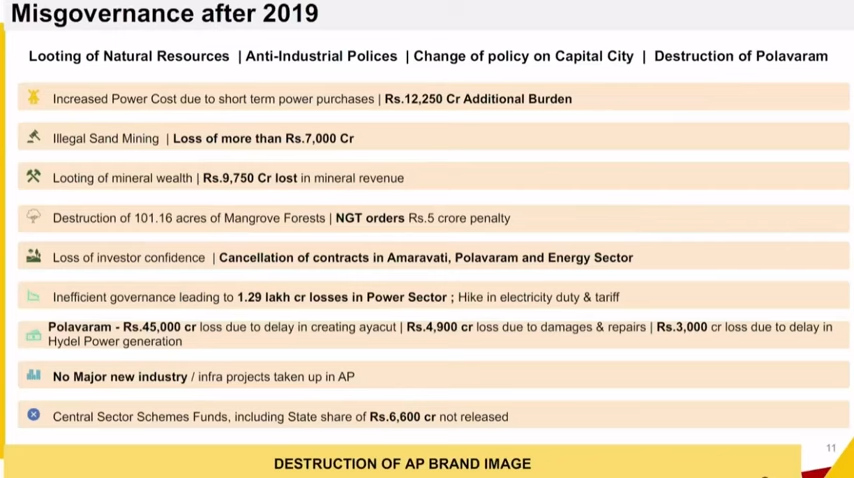 Misgovernance after 2019
Looting of Natural Resources | Anti-Industrial Polices | Change of policy on Capital City | Destruction of Polavaram
Increased Power Cost due to short term power purchases | Rs.12,250 Cr Additional Burden
Illegal Sand Mining | Loss of more than Rs.7,000 Cr
Looting of mineral wealth | Rs.9,750 Cr lost in mineral revenue
Destruction of 101.16 acres of Mangrove Forests | NGT orders Rs.5 crore penalty
Loss of investor confidence | Cancellation of contracts in Amaravati, Polavaram and Energy Sector
Inefficient governance leading to 1.29 lakh cr losses in Power Sector ; Hike in electricity duty & tariff
Polavaram - Rs.45,000 cr loss due to delay in creating ayacut | Rs.4,900 cr loss due to damages & repairs | Rs.3,000 cr loss due to delay in
Hydel Power generation
No Major new industry / infra projects taken up in AP
Central Sector Schemes Funds, including State share of Rs.6,600 cr not released
11
DESTRUCTION OF AP BRAND IMAGE